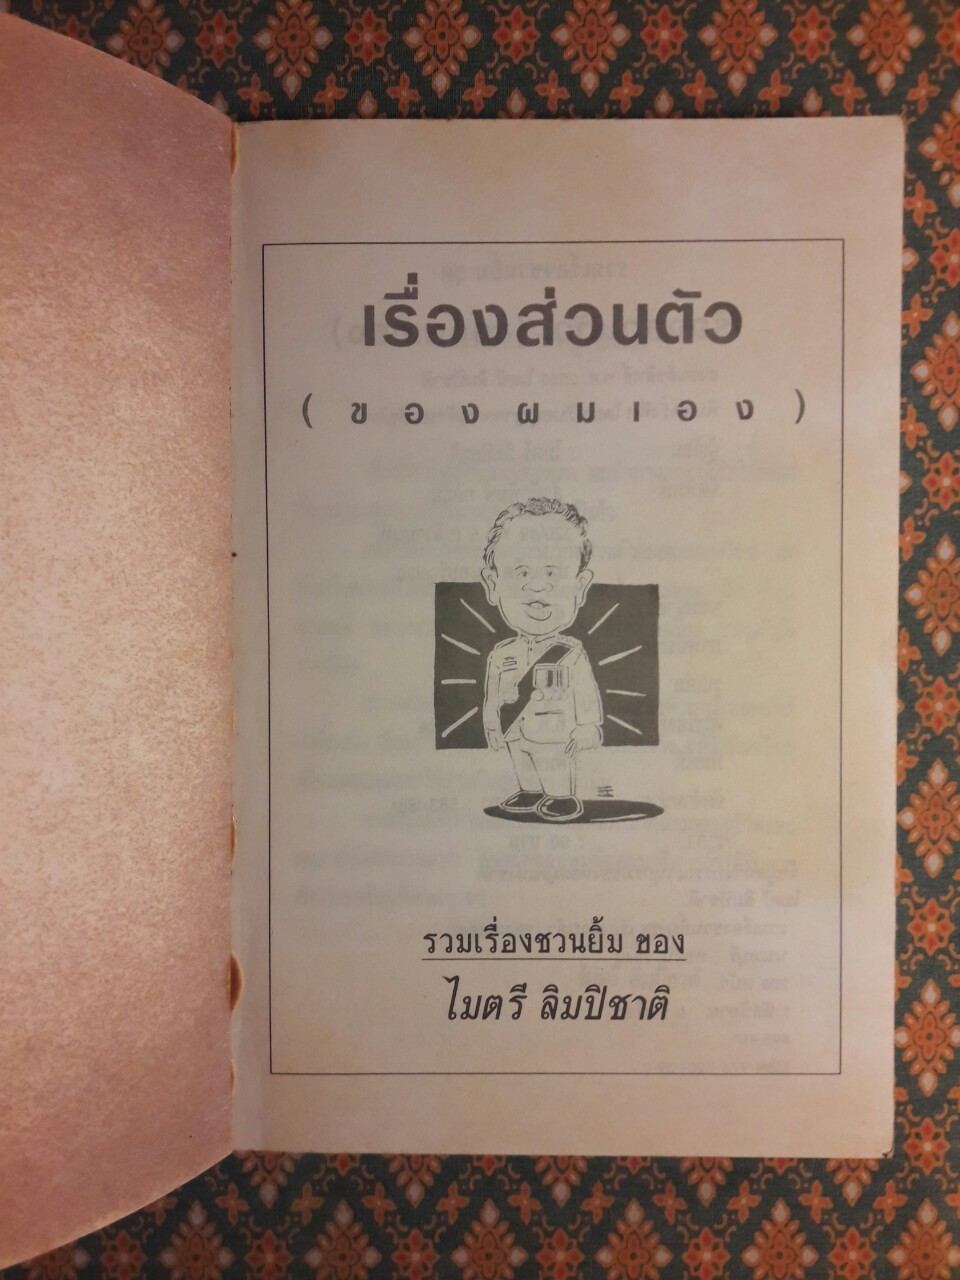 เรื่องส่วนตัว
( ข อ ง ผ ม เ อ ง )
รวมเรื่องชวนยิ้ม ของ
ไมตรี ลิมปิชาติ